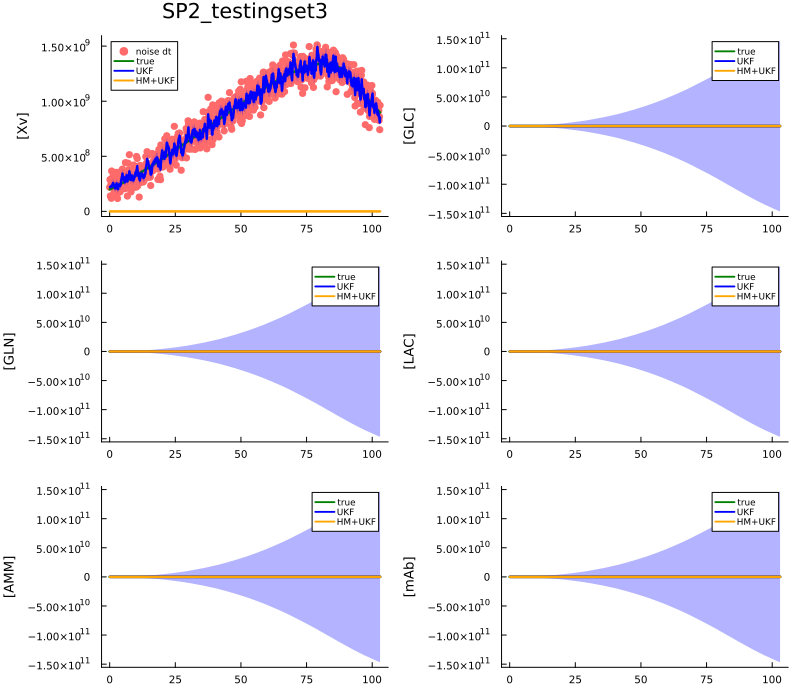 SP2_testingset3
[Xv]
1.50×10⁹
1.00×10⁹
5.00×10⁸
0
noise dt
true
UKF
HM+UKF
0 25 50 75 100
[GLC]
1.50×10¹¹
1.00×10¹¹
5.00×10¹⁰
0
−5.00×10¹⁰
−1.00×10¹¹
−1.50×10¹¹
true
UKF
HM+UKF
0 25 50 75 100
[GLN]
1.50×10¹¹
1.00×10¹¹
5.00×10¹⁰
0
−5.00×10¹⁰
−1.00×10¹¹
−1.50×10¹¹
true
UKF
HM+UKF
0 25 50 75 100
[LAC]
1.50×10¹¹
1.00×10¹¹
5.00×10¹⁰
0
−5.00×10¹⁰
−1.00×10¹¹
−1.50×10¹¹
true
UKF
HM+UKF
0 25 50 75 100
[AMM]
1.50×10¹¹
1.00×10¹¹
5.00×10¹⁰
0
−5.00×10¹⁰
−1.00×10¹¹
−1.50×10¹¹
true
UKF
HM+UKF
0 25 50 75 100
[mAb]
1.50×10¹¹
1.00×10¹¹
5.00×10¹⁰
0
−5.00×10¹⁰
−1.00×10¹¹
−1.50×10¹¹
true
UKF
HM+UKF
0 25 50 75 100